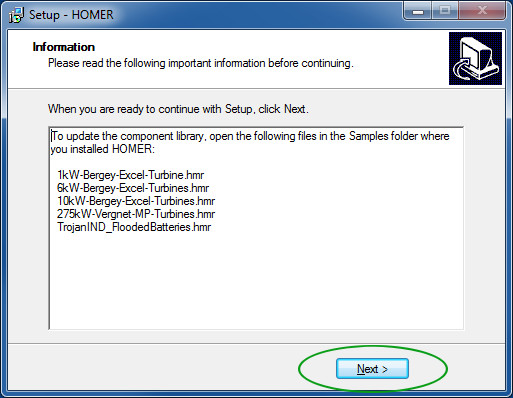 Setup - HOMER
Information
Please read the following important information before continuing.
When you are ready to continue with Setup, click Next.
To update the component library, open the following files in the Samples folder where
you installed HOMER:
1kW-Bergey-Excel-Turbine.hmr
6kW-Bergey-Excel-Turbines.hmr
10kW-Bergey-Excel-Turbines.hmr
275kW-Vergnet-MP-Turbines.hmr
TrojanIND_FloodedBatteries.hmr
Next >